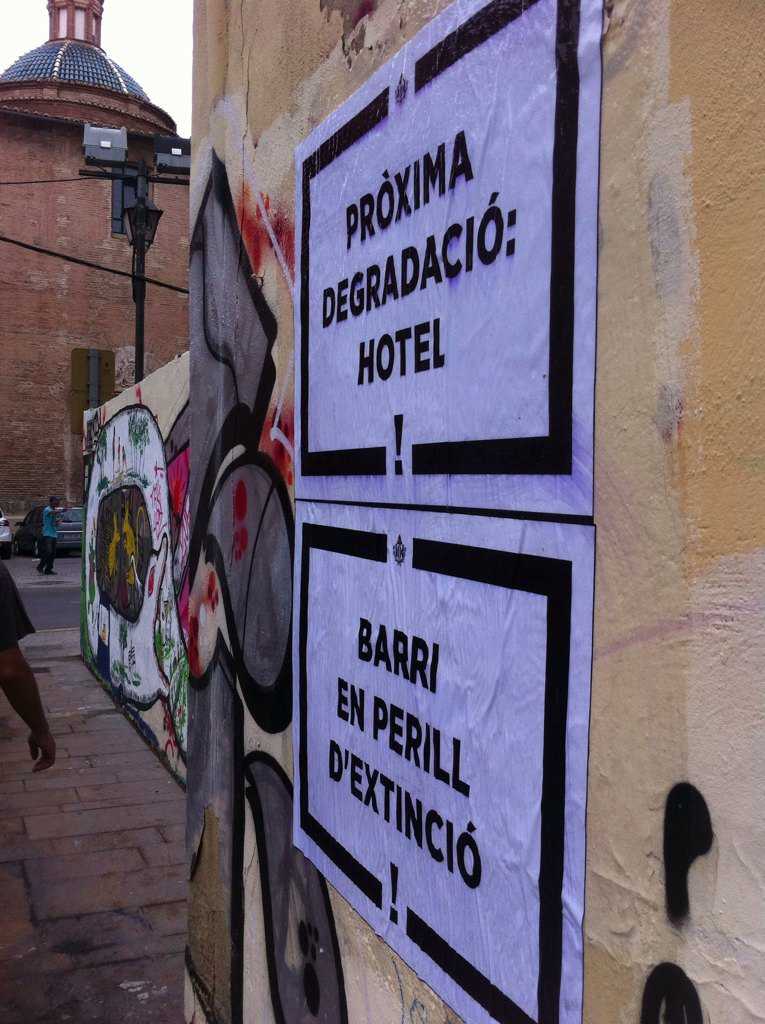 PRÒXIMA
DEGRADACIÓ:
HOTEL
!
BARRI
EN PERILL
D'EXTINCIÓ
!